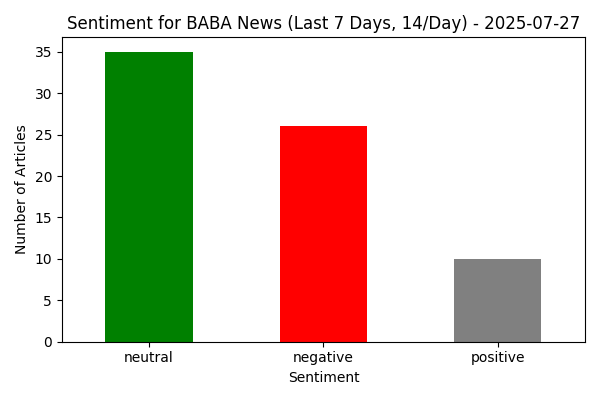 Sentiment for BABA News (Last 7 Days, 14/Day) - 2025-07-27
Number of Articles
35
30
25
20
15
10
5
0
neutral negative positive
Sentiment